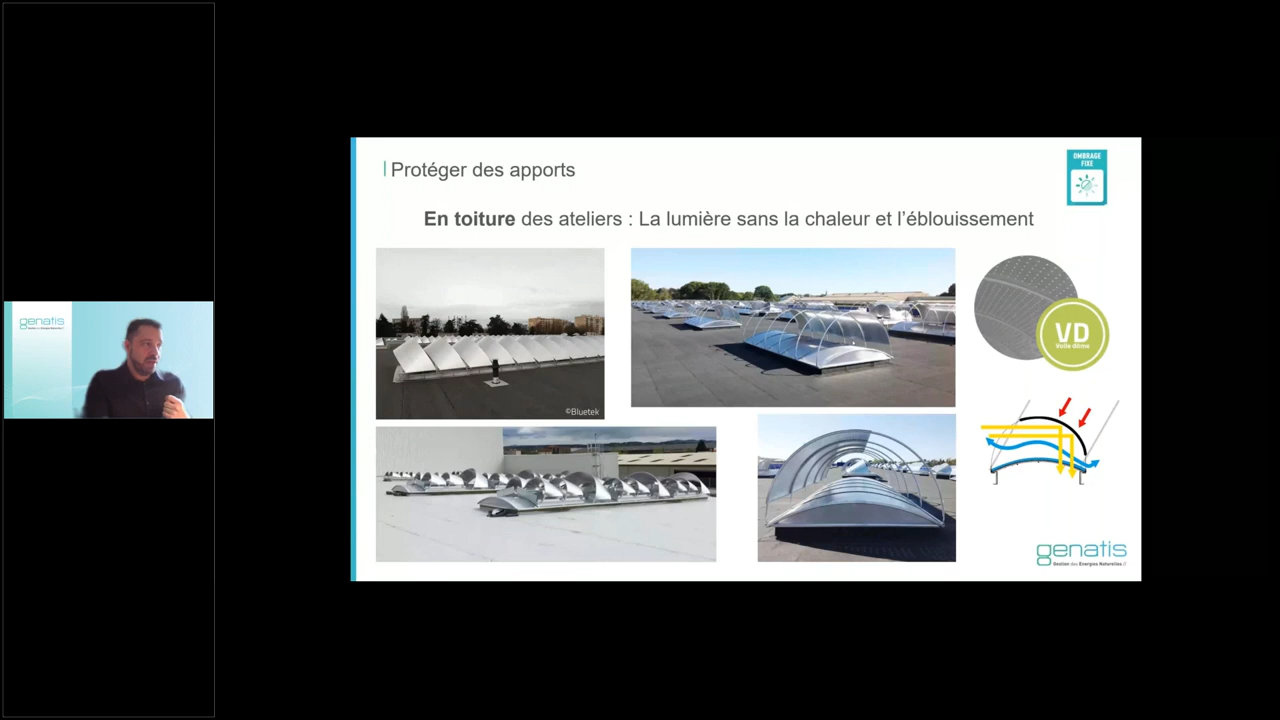 genatis
Protéger des apports
OMBRAGE
FIXE
En toiture des ateliers : La lumière sans la chaleur et l'éblouissement
©Bluetek
VD
Voile dôme
genatis
Gestion des Energies Naturelles //